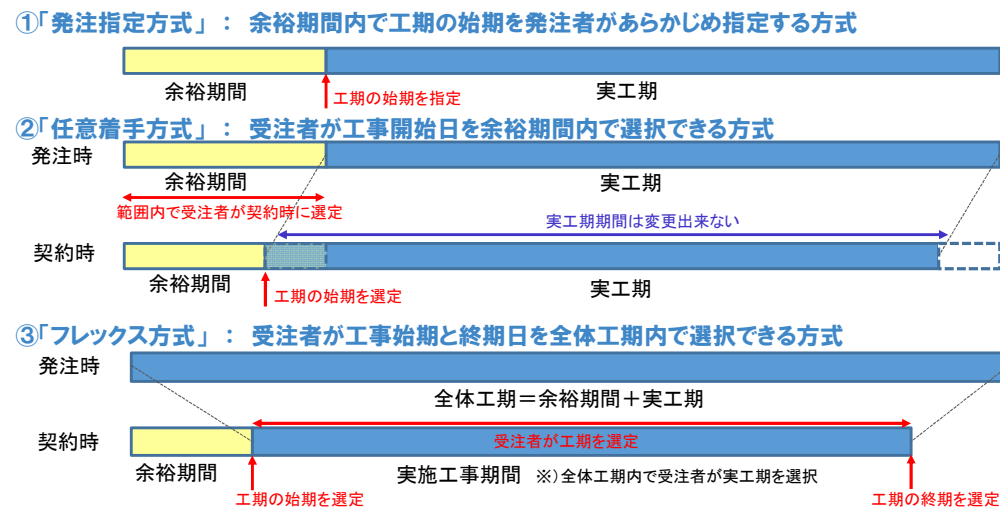 ①「発注指定方式」： 余裕期間内で工期の始期を発注者があらかじめ指定する方式
余裕期間
工期の始期を指定
実工期
②「任意着手方式」： 受注者が工事開始日を余裕期間内で選択できる方式
発注時
余裕期間
実工期
範囲内で受注者が契約時に選定
実工期期間は変更出来ない
契約時
余裕期間
工期の始期を選定
実工期
③「フレックス方式」： 受注者が工事始期と終期日を全体工期内で選択できる方式
発注時
全体工期＝余裕期間＋実工期
契約時
受注者が工期を選定
余裕期間
実施工事期間 ※）全体工期内で受注者が実工期を選択
工期の始期を選定
工期の終期を選定